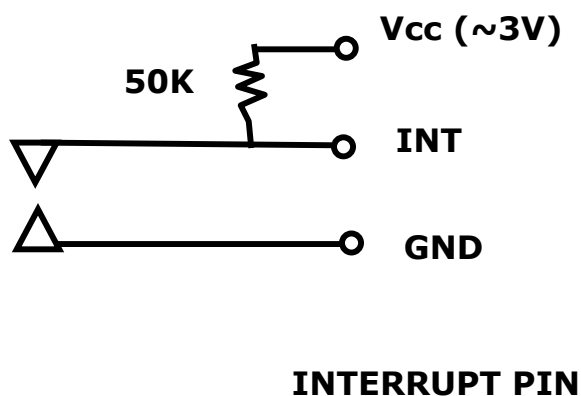 Vcc (~3V)
50K
INT
GND
INTERRUPT PIN